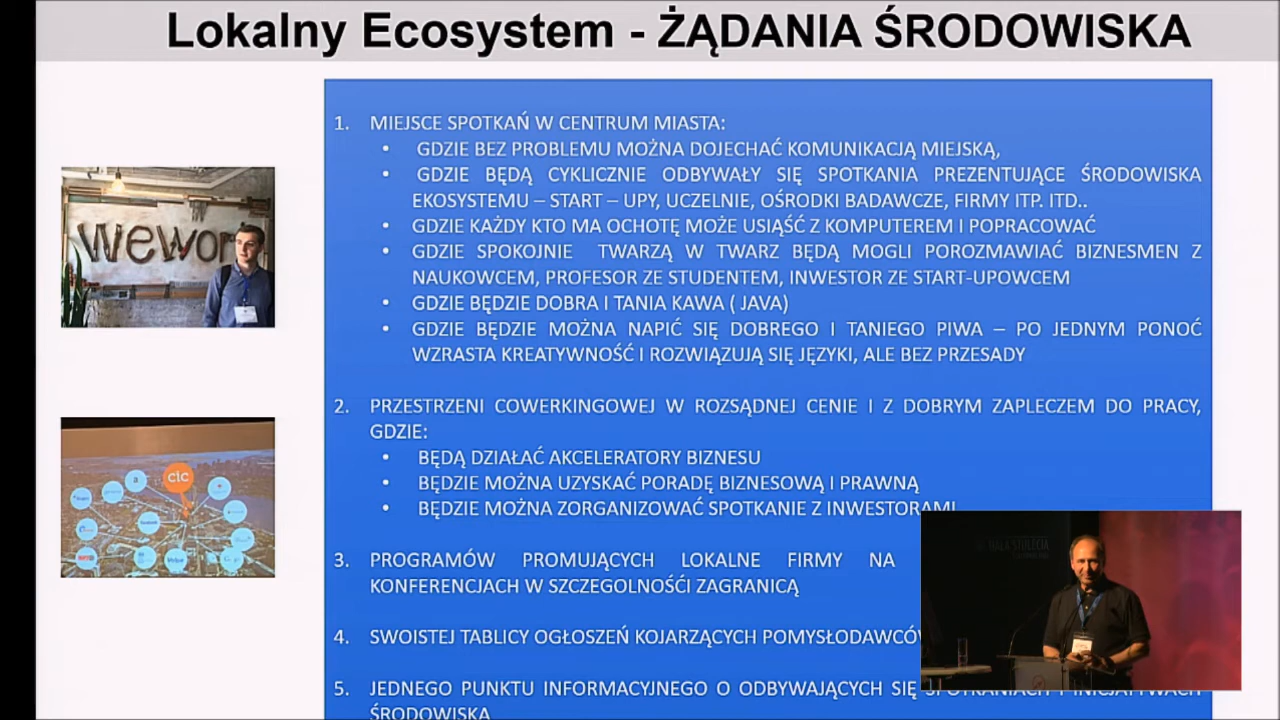 Lokalny Ecosystem - ŻĄDANIA ŚRODOWISKA
1. MIEJSCE SPOTKAŃ W CENTRUM MIASTA:
• GDZIE BEZ PROBLEMU MOŻNA DOJECHAĆ KOMUNIKACJĄ MIEJSKĄ,
• GDZIE BĘDĄ CYKLICZNIE ODBYWAŁY SIĘ SPOTKANIA PREZENTUJĄCE ŚRODOWISKA
EKOSYSTEMU – START – UPY, UCZELNIE, OŚRODKI BADAWCZE, FIRMY ITP. ITD..
• GDZIE KAŻDY KTO MA OCHOTĘ MOŻE USIĄŚĆ Z KOMPUTEREM I POPRACOWAĆ
• GDZIE SPOKOJNIE TWARZĄ W TWARZ BĘDĄ MOGLI POROZMAWIAĆ BIZNESMEN Z
NAUKOWCEM, PROFESOR ZE STUDENTEM, INWESTOR ZE START-UPOWCEM
• GDZIE BĘDZIE DOBRA I TANIA KAWA ( JAVA)
• GDZIE BĘDZIE MOŻNA NAPIĆ SIĘ DOBREGO I TANIEGO PIWA – PO JEDNYM PONOĆ
WZRASTA KREATYWNOŚĆ I ROZWIĄZUJĄ SIĘ JĘZYKI, ALE BEZ PRZESADY
2. PRZESTRZENI COWERKINGOWEJ W ROZSĄDNEJ CENIE I Z DOBRYM ZAPLECZEM DO PRACY,
GDZIE:
• BĘDĄ DZIAŁAĆ AKCELERATORY BIZNESU
• BĘDZIE MOŻNA UZYSKAĆ PORADĘ BIZNESOWĄ I PRAWNĄ
• BĘDZIE MOŻNA ZORGANIZOWAĆ SPOTKANIE Z INWESTORAMI
3. PROGRAMÓW PROMUJĄCYCH LOKALNE FIRMY NA
KONFERENCJACH W SZCZEGOLNOŚĆI ZAGRANICĄ
4. SWOISTEJ TABLICY OGŁOSZEŃ KOJARZĄCYCH POMYSŁODAWCÓW
5. JEDNEGO PUNKTU INFORMACYJNEGO O ODBYWAJĄCYCH SIĘ SPOTKANIACH I INICJATYWACH
ŚRODOWISKA
wework
cic
a
HALA STULECIA